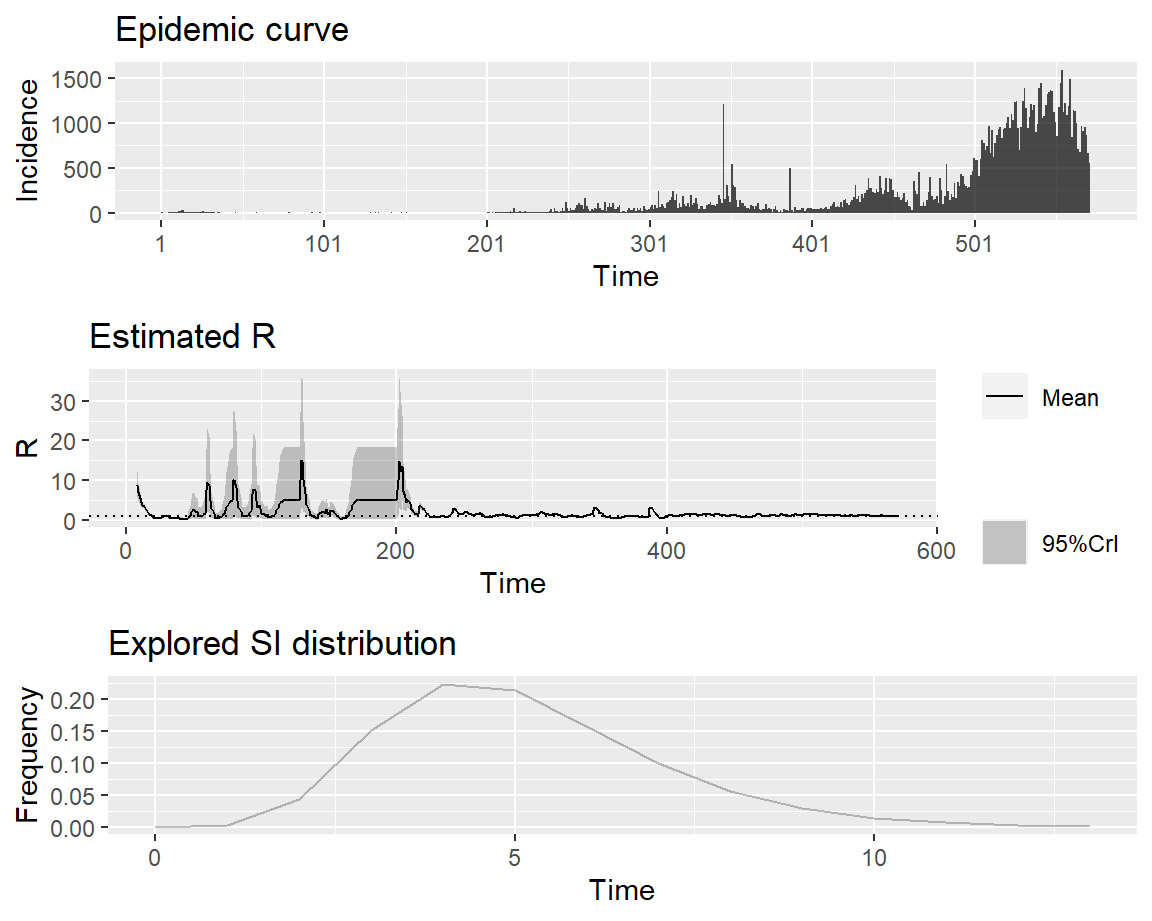 Epidemic curve
Incidence
1500
1000
500
0
1 101 201 301 401 501
Time
Estimated R
R
30
20
10
0
0 200 400 600
Time
Mean
95%CrI
Explored SI distribution
Frequency
0.20
0.15
0.10
0.05
0.00
0 5 10
Time